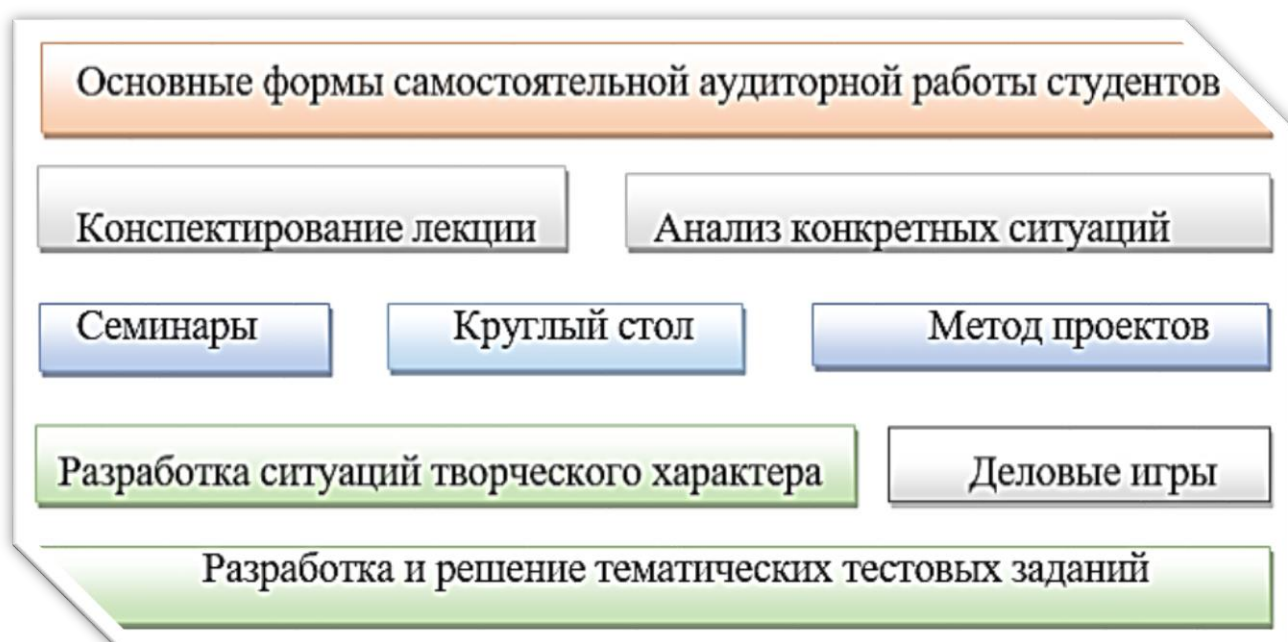 Основные формы самостоятельной аудиторной работы студентов
Конспектирование лекции
Анализ конкретных ситуаций
Семинары
Круглый стол
Метод проектов
Разработка ситуаций творческого характера
Деловые игры
Разработка и решение тематических тестовых заданий